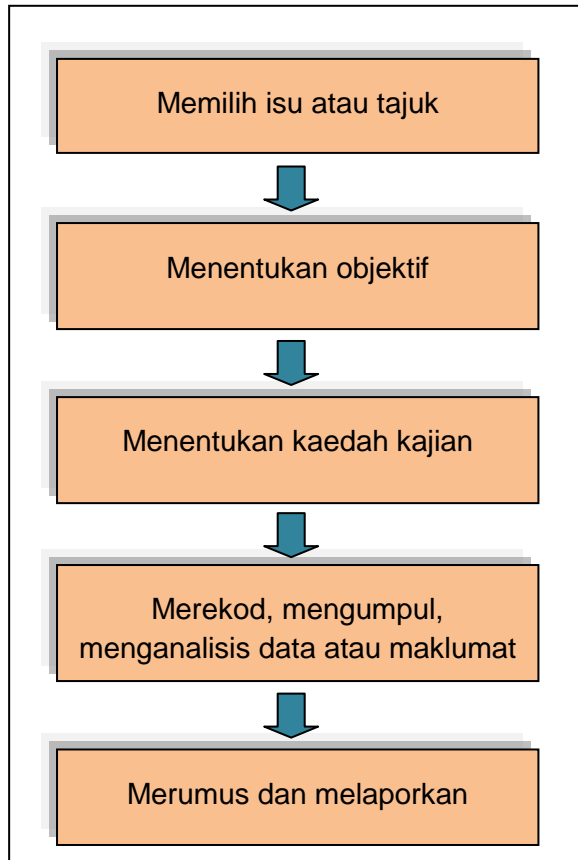 Memilih isu atau tajuk
Menentukan objektif
Menentukan kaedah kajian
Merekod, mengumpul,
menganalisis data atau maklumat
Merumus dan melaporkan